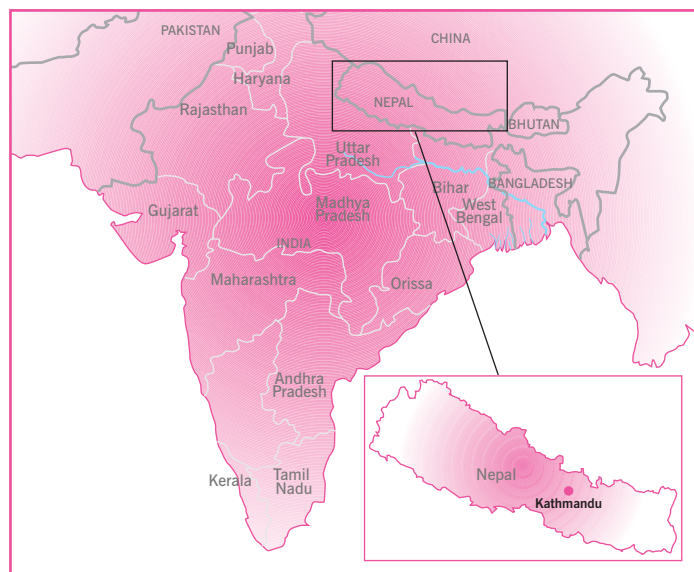 PAKISTAN
CHINA
Punjab
Haryana
NEPAL
Rajasthan
BHUTAN
Uttar
Pradesh
BANGLADESH
Bihar
Madhya
Pradesh
West
Bengal
Gujarat
INDIA
Maharashtra
Orissa
Andhra
Pradesh
Kerala
Tamil
Nadu
Nepal
Kathmandu